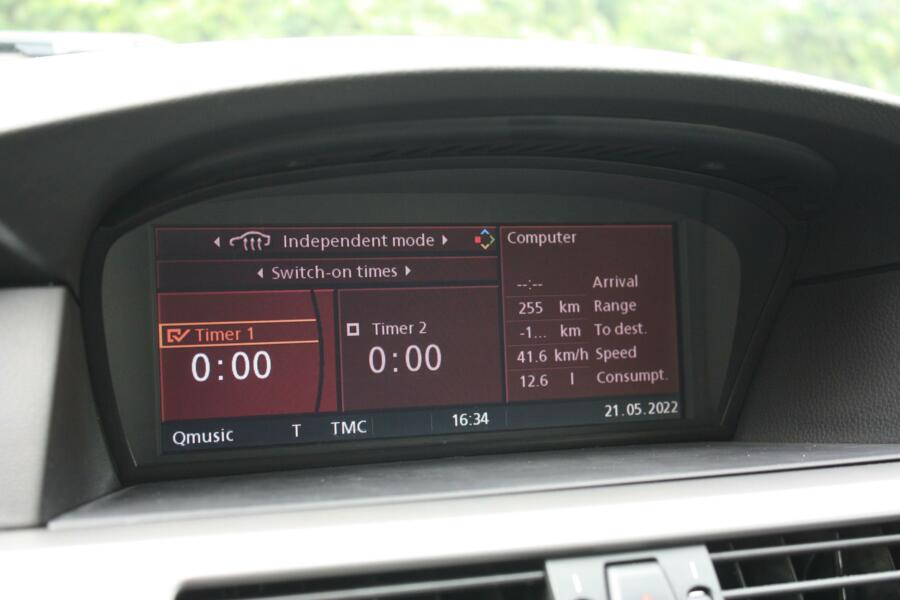 Independent mode
Switch-on times
Timer 1
0:00
Timer 2
0:00
Computer
--:-- Arrival
255 km Range
-1... km To dest.
41.6 km/h Speed
12.6 l Consumpt.
Qmusic T TMC 16:34 21.05.2022